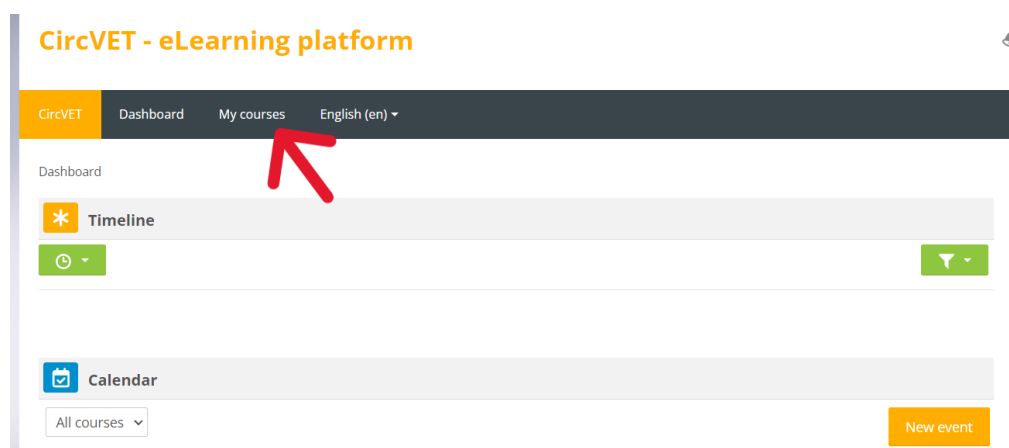 CircVET - eLearning platform
CircVET Dashboard My courses English (en)
Dashboard
Timeline
Calendar
All courses
New event